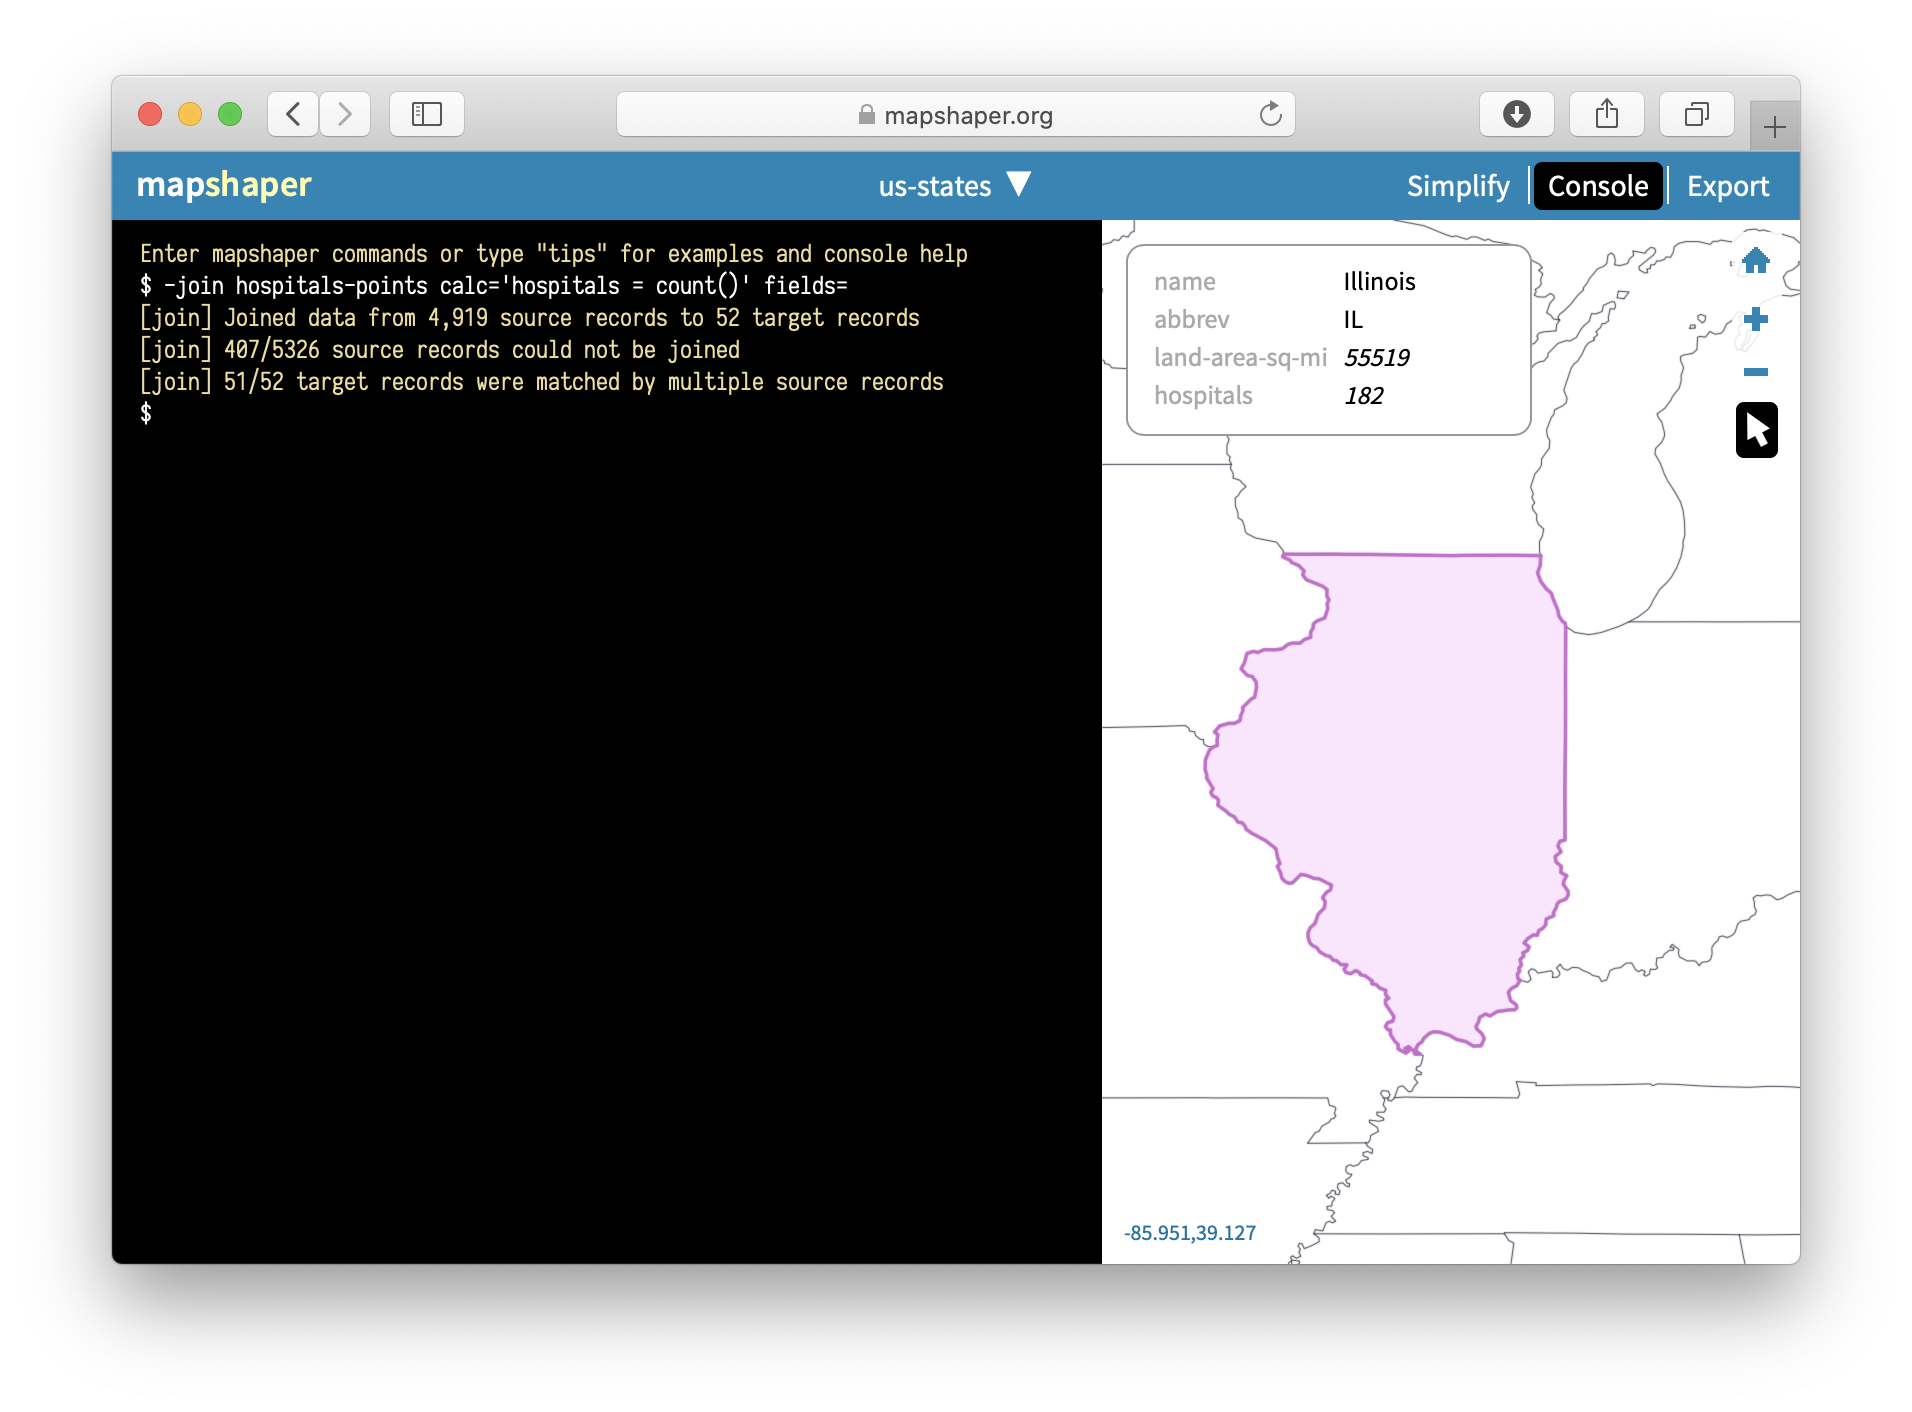 mapshaper.org
mapshaper
us-states
Simplify
Console
Export
Enter mapshaper commands or type "tips" for examples and console help
$ -join hospitals-points calc='hospitals = count()' fields=
[join] Joined data from 4,919 source records to 52 target records
[join] 407/5326 source records could not be joined
[join] 51/52 target records were matched by multiple source records
$
name Illinois
abbrev IL
land-area-sq-mi 55519
hospitals 182
-85.951,39.127